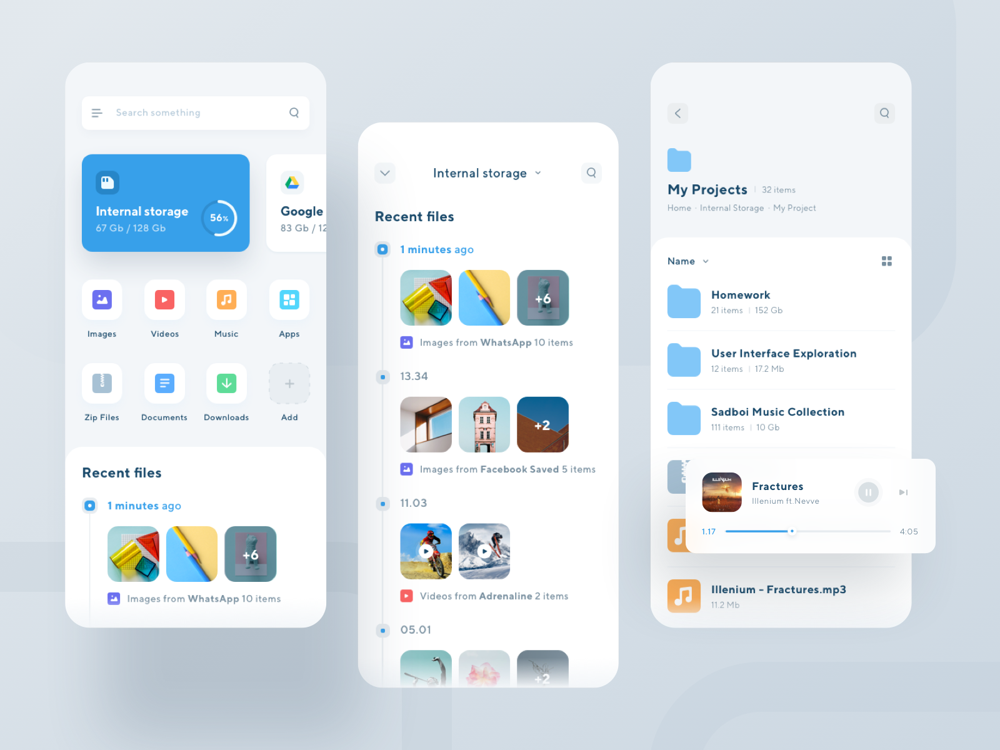 Search something
Internal storage
67 Gb / 128 Gb
56%
Google
83 Gb / 12
Images
Videos
Music
Apps
Zip Files
Documents
Downloads
Add
Recent files
1 minutes ago
+6
Images from WhatsApp 10 items
Internal storage
Recent files
1 minutes ago
+6
Images from WhatsApp 10 items
13.34
+2
Images from Facebook Saved 5 items
11.03
Videos from Adrenaline 2 items
05.01
+2
My Projects
32 items
Home · Internal Storage · My Project
Name
Homework
21 items | 152 Gb
User Interface Exploration
12 items | 17.2 Mb
Sadboi Music Collection
111 items | 10 Gb
ILLENIUM
Fractures
Illenium ft.Nevve
1.17
4:05
Illenium - Fractures.mp3
11.2 Mb